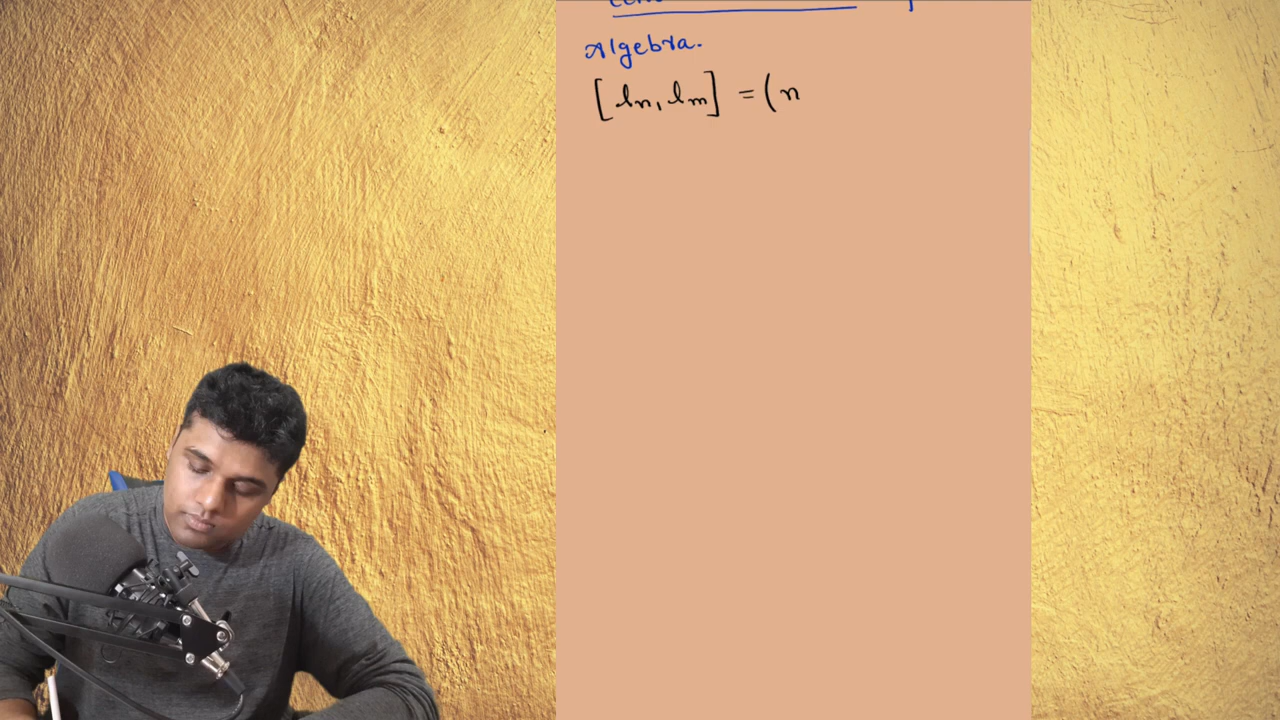 Algebra.
[ln, lm] = (n